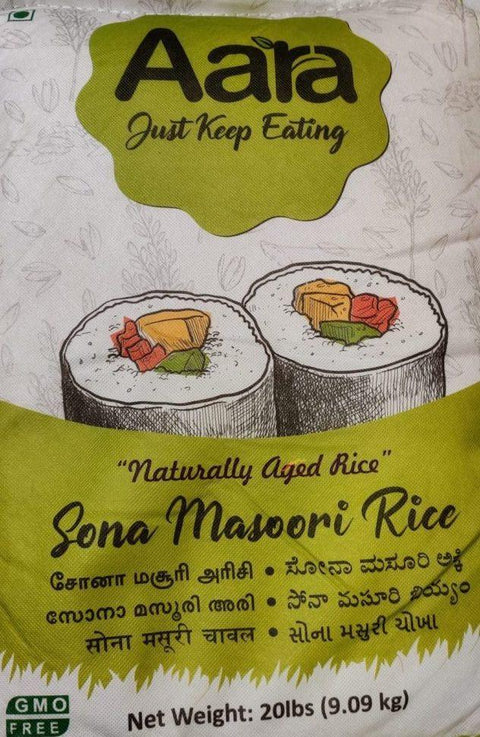 Aara
Just Keep Eating
"Naturally Aged Rice"
Sona Masoori Rice
சோனா மசூரி அரிசி • ಸೋನಾ ಮಸೂರಿ ಅಕ್ಕಿ
സോനാ മസൂരി അരി • సోనా మసూరి బియ్యం
सोना मसूरी चावल • સોના મસુરી ચોખા
GMO
FREE
Net Weight: 20lbs (9.09 kg)